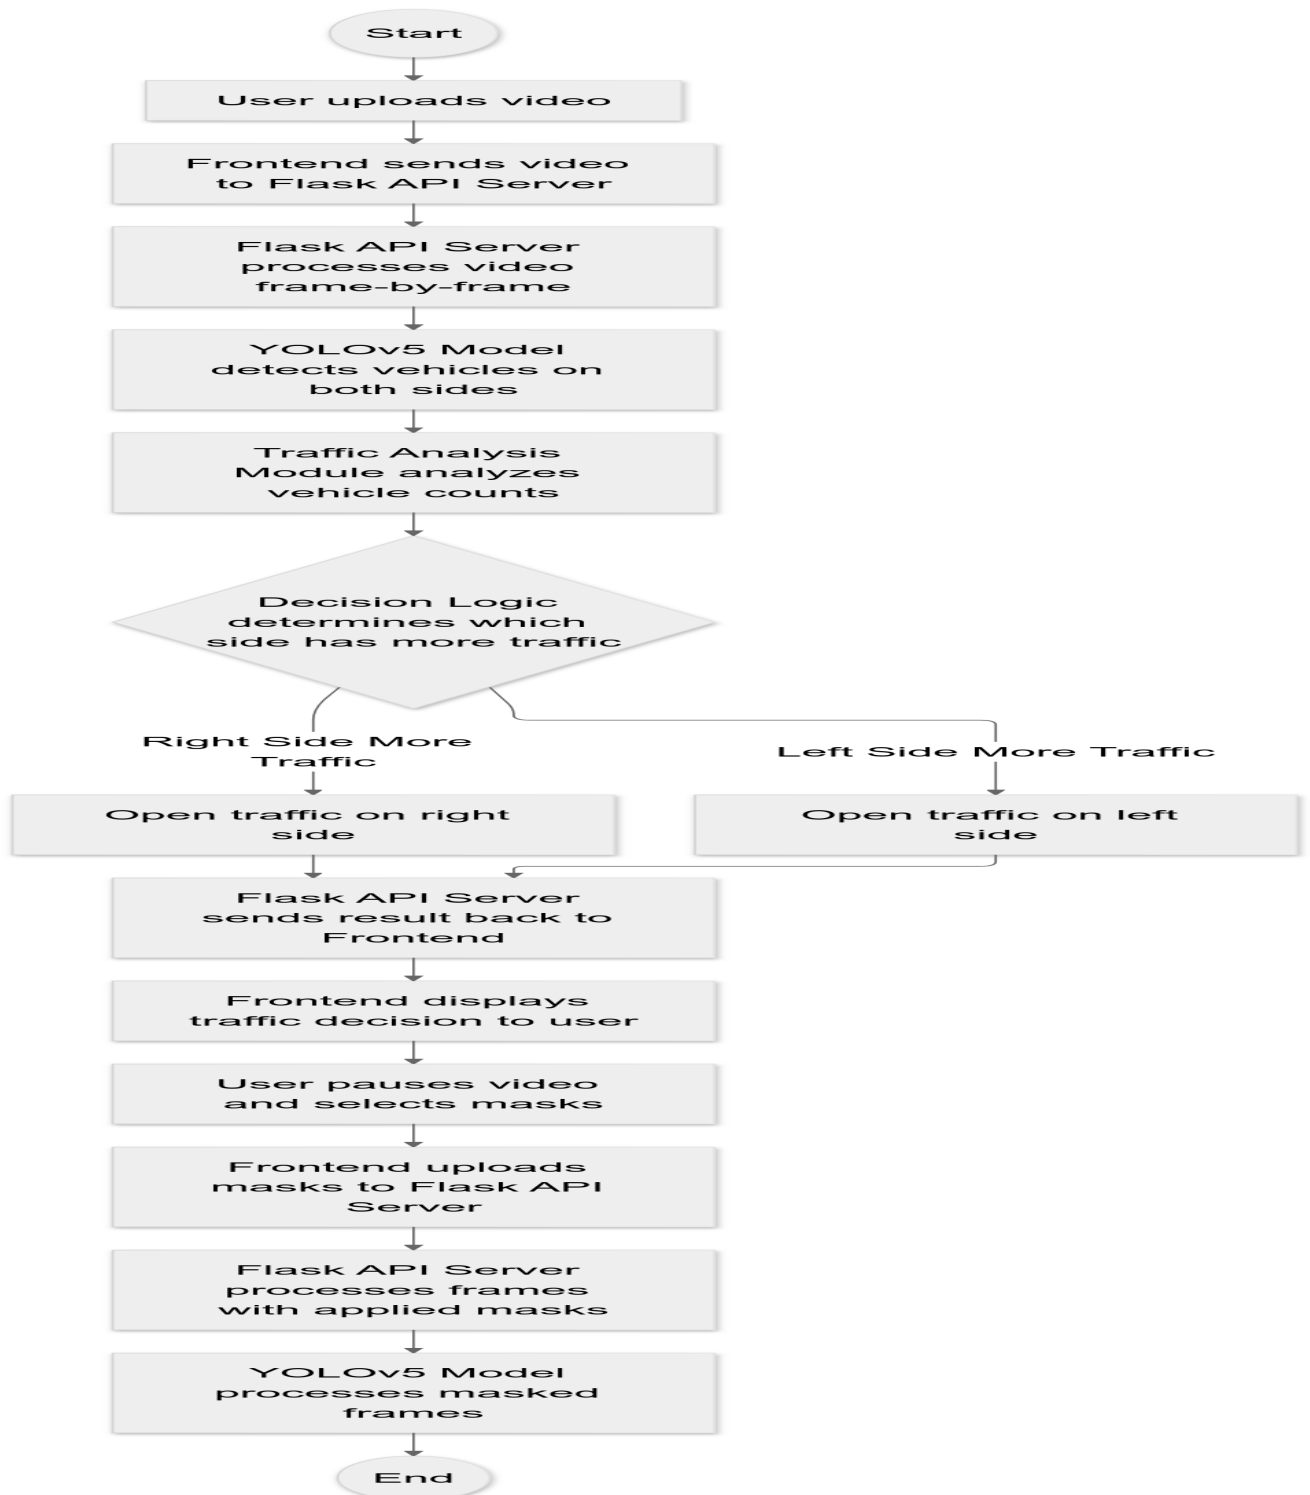 Start
User uploads video
Frontend sends video
to Flask API Server
Flask API Server
processes video
frame-by-frame
YOLOv5 Model
detects vehicles on
both sides
Traffic Analysis
Module analyzes
vehicle counts
Decision Logic
determines which
side has more traffic
Right Side More
Traffic
Left Side More Traffic
Open traffic on right
side
Open traffic on left
side
Flask API Server
sends result back to
Frontend
Frontend displays
traffic decision to user
User pauses video
and selects masks
Frontend uploads
masks to Flask API
Server
Flask API Server
processes frames
with applied masks
YOLOv5 Model
processes masked
frames
End